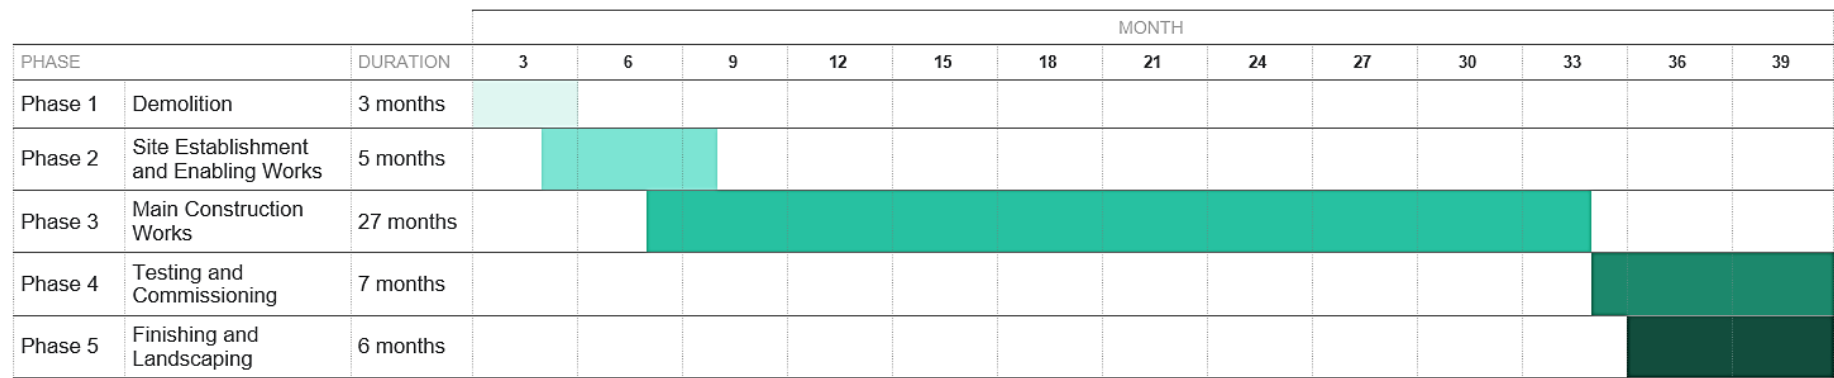 MONTH
PHASE DURATION 3 6 9 12 15 18 21 24 27 30 33 36 39
Phase 1 Demolition 3 months
Phase 2 Site Establishment
and Enabling Works 5 months
Phase 3 Main Construction
Works 27 months
Phase 4 Testing and
Commissioning 7 months
Phase 5 Finishing and
Landscaping 6 months